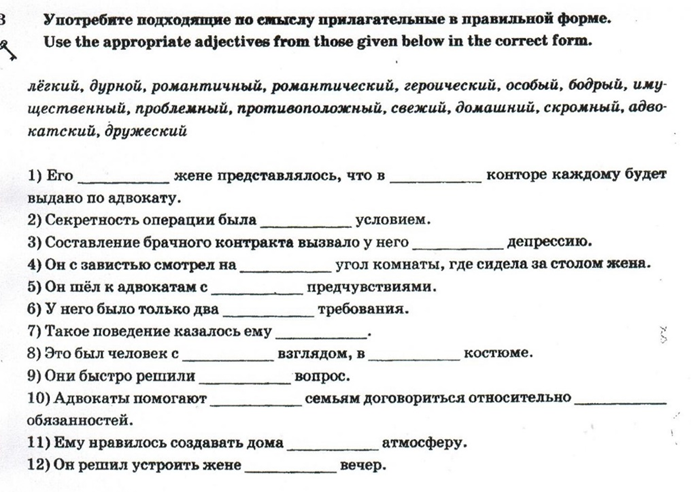 3 Употребите подходящие по смыслу прилагательные в правильной форме.
Use the appropriate adjectives from those given below in the correct form.
лёгкий, дурной, романтичный, романтический, героический, особый, бодрый, иму-
щественный, проблемный, противоположный, свежий, домашний, скромный, адво-
катский, дружеский
1) Его __________ жене представлялось, что в __________ конторе каждому будет
выдано по адвокату.
2) Секретность операции была __________ условием.
3) Составление брачного контракта вызвало у него __________ депрессию.
4) Он с завистью смотрел на __________ угол комнаты, где сидела за столом жена.
5) Он шёл к адвокатам с __________ предчувствиями.
6) У него было только два __________ требования.
7) Такое поведение казалось ему __________.
8) Это был человек с __________ взглядом, в __________ костюме.
9) Они быстро решили __________ вопрос.
10) Адвокаты помогают __________ семьям договориться относительно __________
обязанностей.
11) Ему нравилось создавать дома __________ атмосферу.
12) Он решил устроить жене __________ вечер.